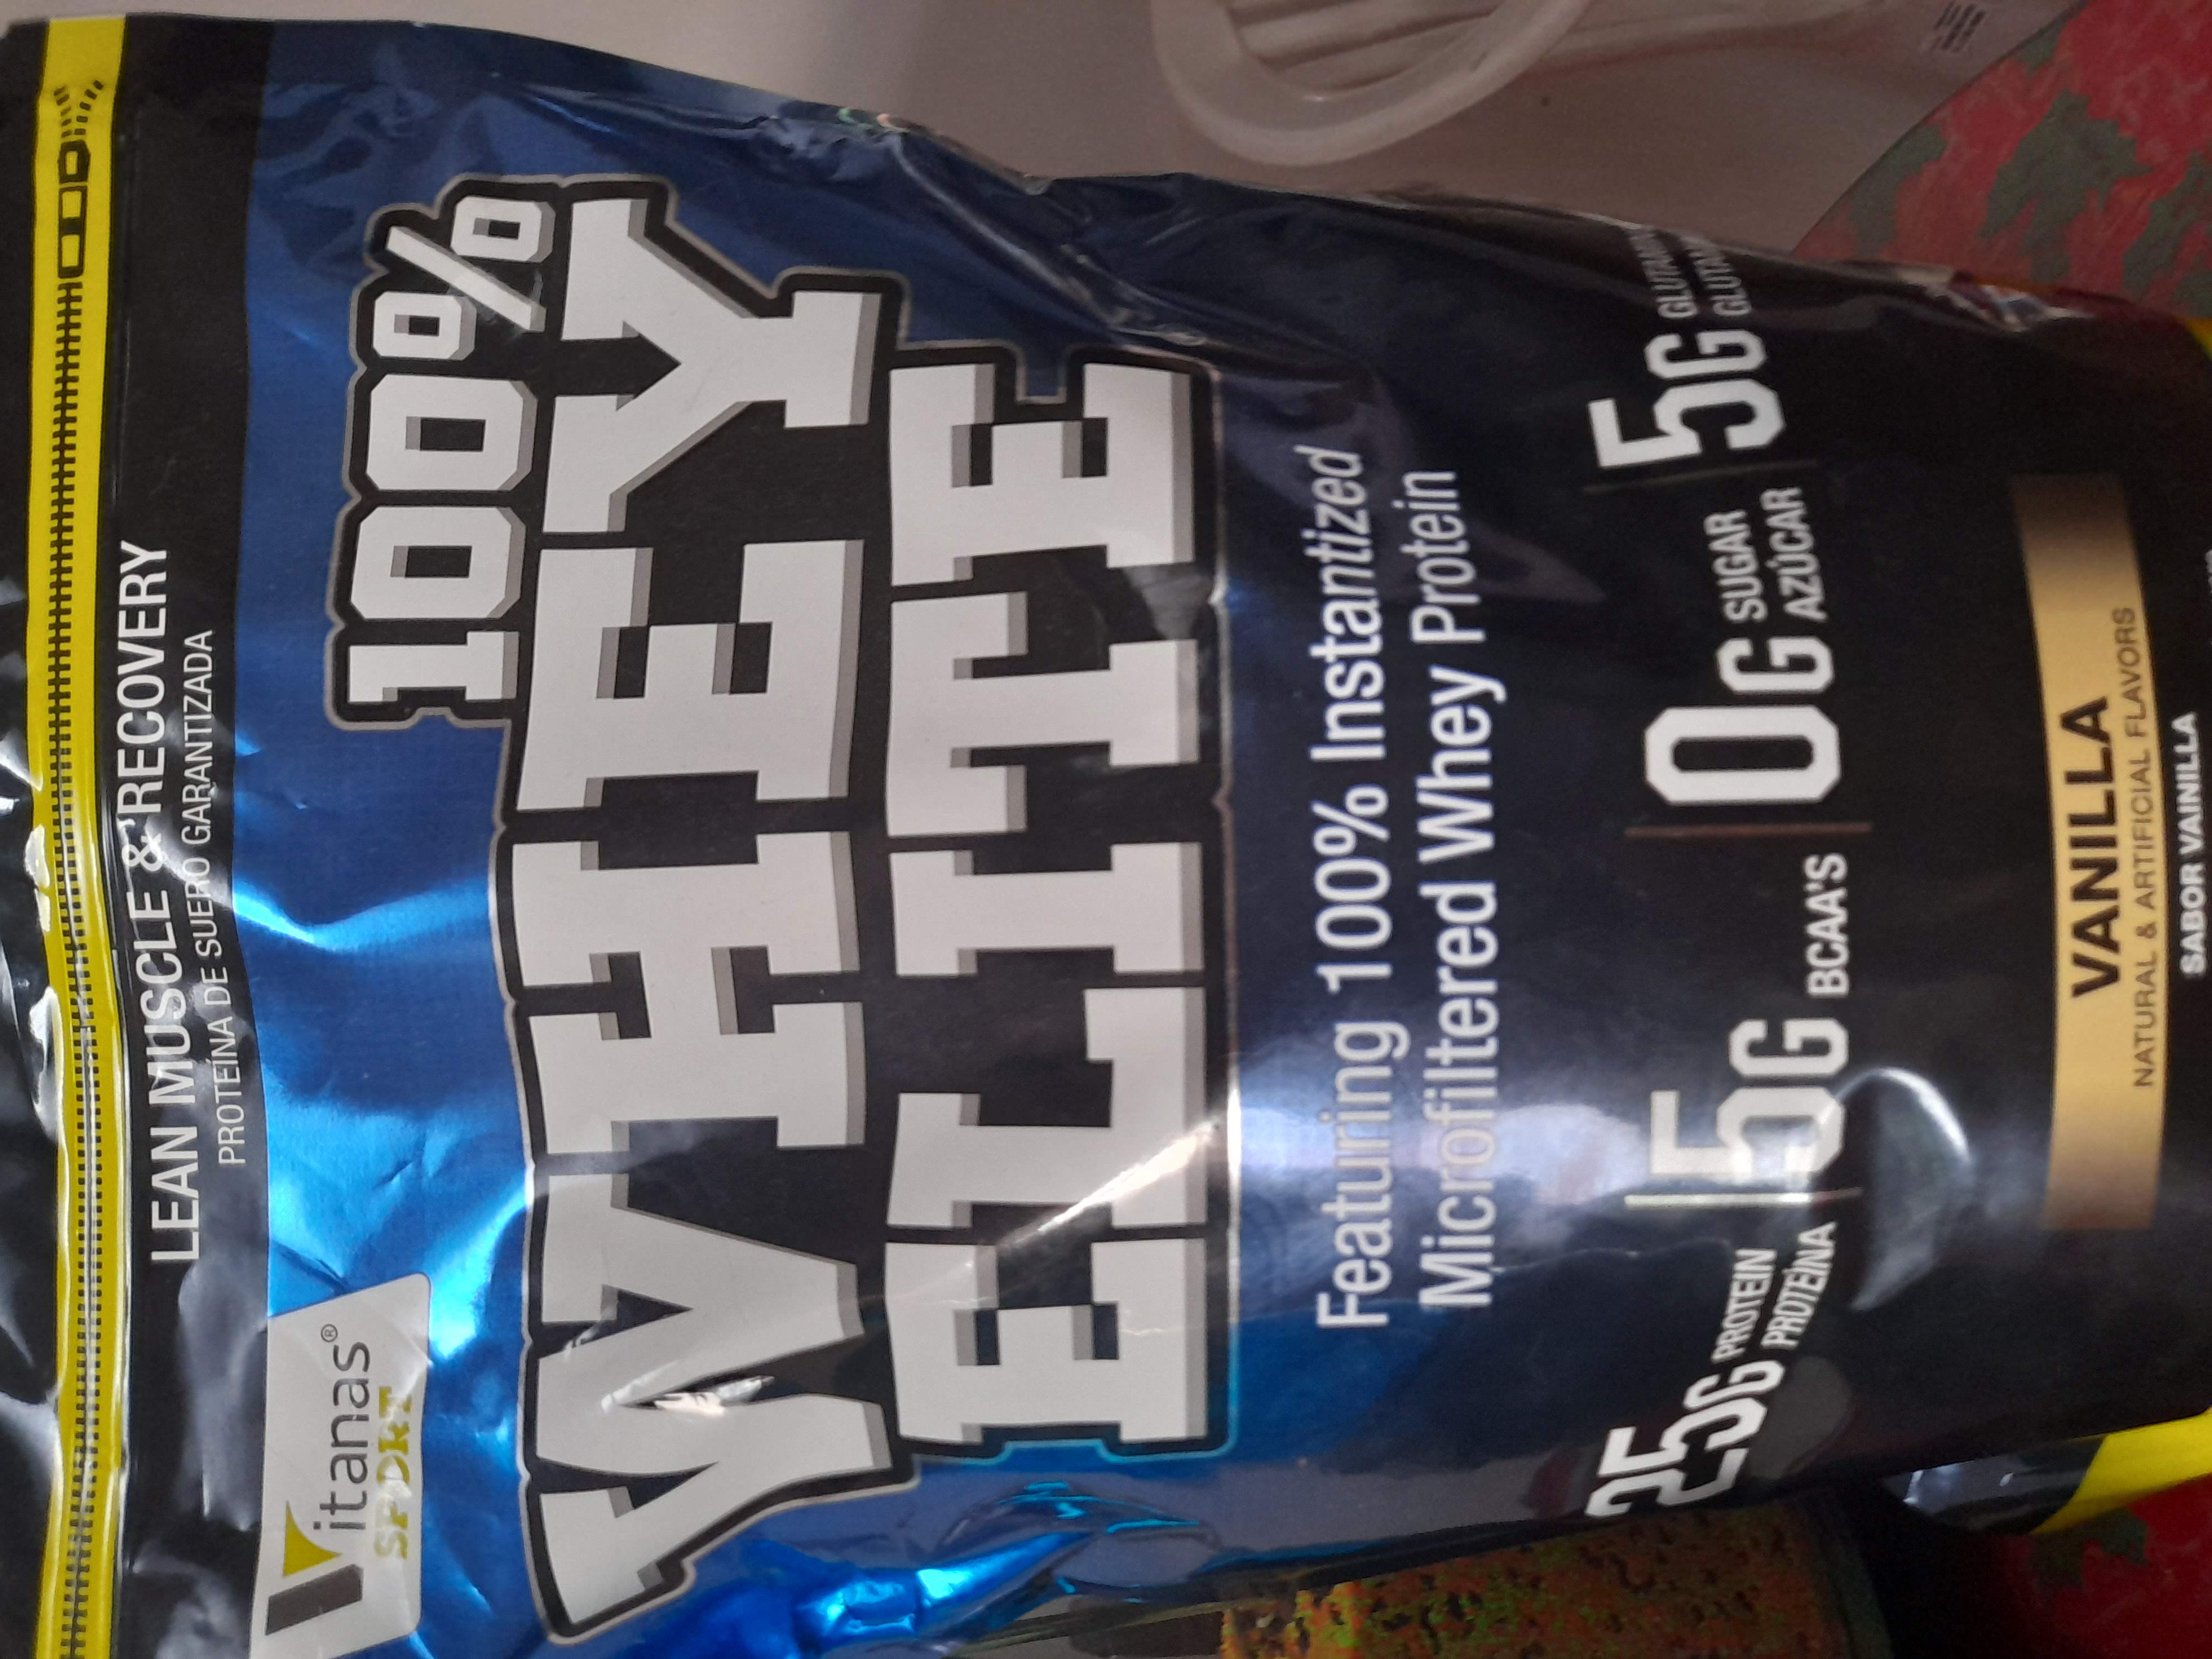 LEAN MUSCLE & RECOVERY
PROTEÍNA DE SUERO GARANTIZADA
Vitanas®
SPORT
100%
WHEY
ELITE
Featuring 100% Instantized
Microfiltered Whey Protein
25G PROTEIN
PROTEÍNA
5G BCAA'S
0G SUGAR
AZÚCAR
5G
VANILLA
NATURAL & ARTIFICIAL FLAVORS
SABOR VAINILLA